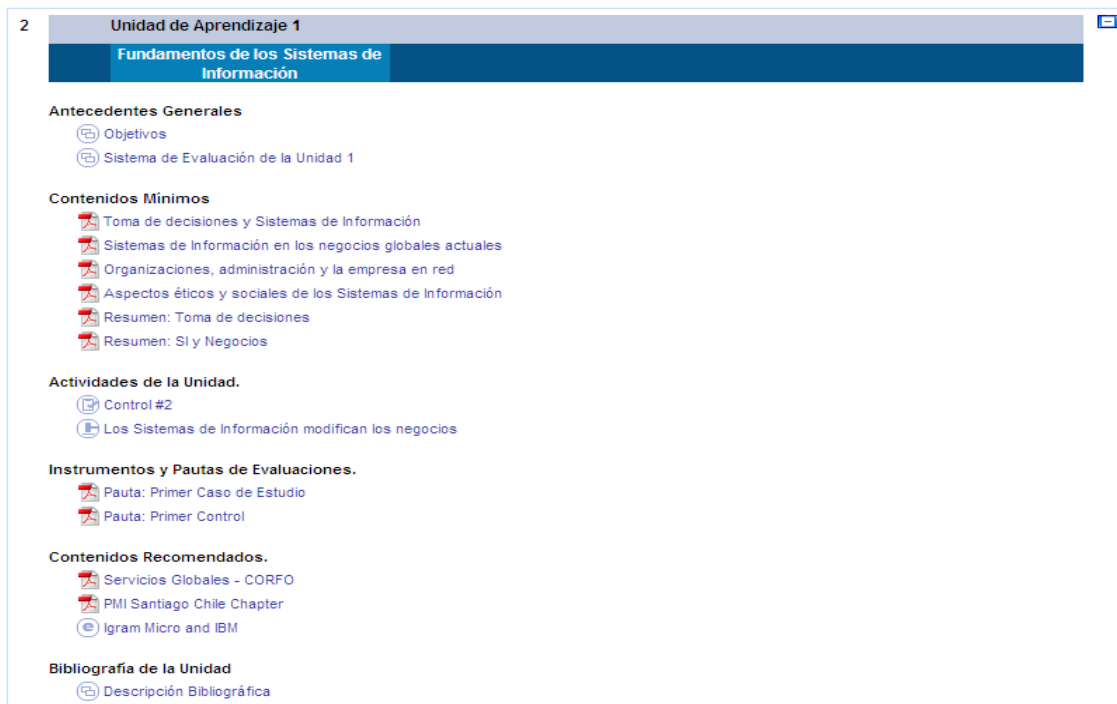 2
Unidad de Aprendizaje 1
Fundamentos de los Sistemas de
Información
Antecedentes Generales
Objetivos
Sistema de Evaluación de la Unidad 1
Contenidos Mínimos
Toma de decisiones y Sistemas de Información
Sistemas de Información en los negocios globales actuales
Organizaciones, administración y la empresa en red
Aspectos éticos y sociales de los Sistemas de Información
Resumen: Toma de decisiones
Resumen: SI y Negocios
Actividades de la Unidad.
Control #2
Los Sistemas de Información modifican los negocios
Instrumentos y Pautas de Evaluaciones.
Pauta: Primer Caso de Estudio
Pauta: Primer Control
Contenidos Recomendados.
Servicios Globales - CORFO
PMI Santiago Chile Chapter
Igram Micro and IBM
Bibliografía de la Unidad
Descripción Bibliográfica